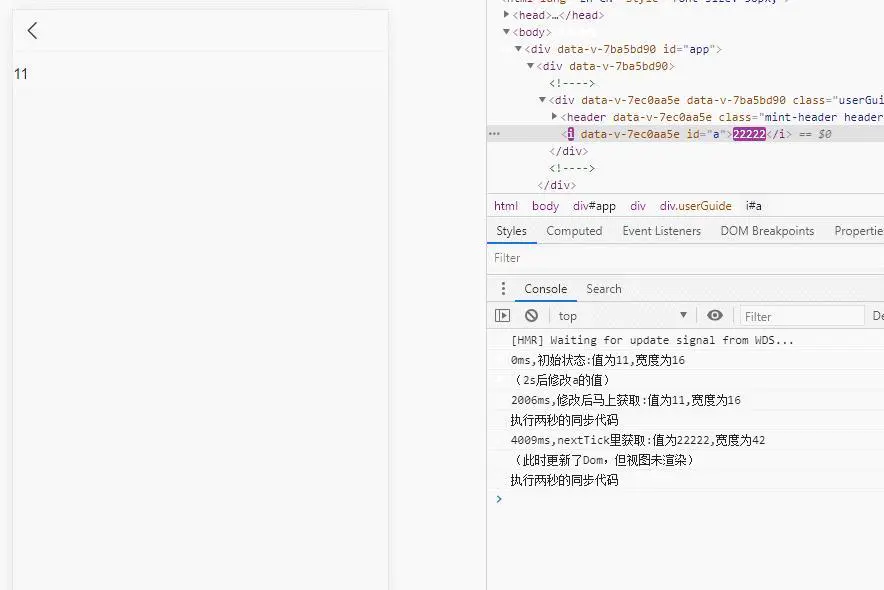 11
<html lang="zh-CN" style="font-size: 50px;">
▶<head>…</head>
▼<body>
▼<div data-v-7ba5bd90 id="app">
▼<div data-v-7ba5bd90>
<!---->
▼<div data-v-7ec0aa5e data-v-7ba5bd90 class="userGui
▶<header data-v-7ec0aa5e class="mint-header header
<i data-v-7ec0aa5e id="a">22222</i> == $0
</div>
<!---->
</div>
html body div#app div div.userGuide i#a
Styles Computed Event Listeners DOM Breakpoints Propertie
Filter
Console Search
top Filter De
[HMR] Waiting for update signal from WDS...
0ms,初始状态:值为11,宽度为16
（2s后修改a的值）
2006ms,修改后马上获取:值为11,宽度为16
执行两秒的同步代码
4009ms,nextTick里获取:值为22222,宽度为42
（此时更新了Dom，但视图未渲染）
执行两秒的同步代码